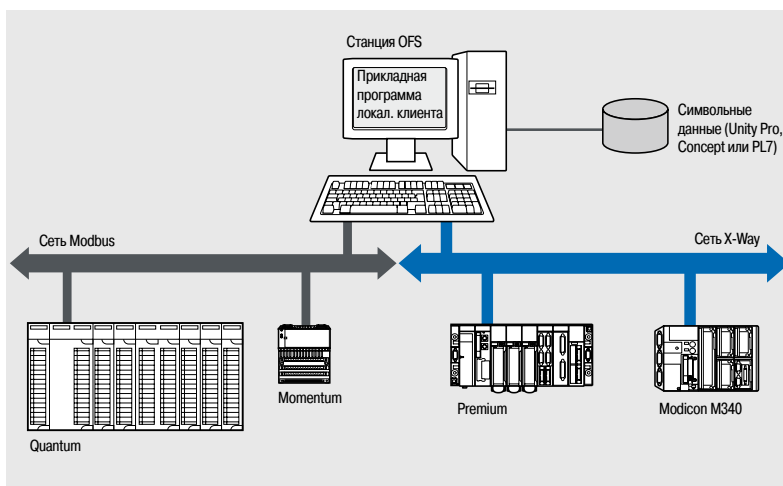 Станция OFS
Прикладная
программа
локал. клиента
Символьные
данные (Unity Pro,
Concept или PL7)
Сеть Modbus
Сеть X-Way
Quantum
Momentum
Premium
Modicon M340